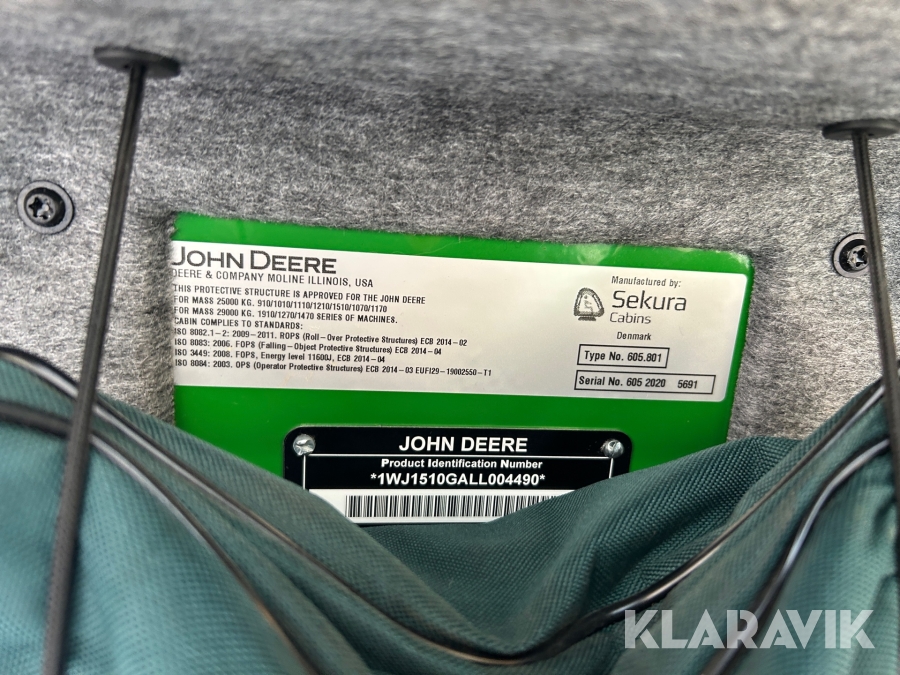 JOHN DEERE
DEERE & COMPANY MOLINE ILLINOIS, USA
THIS PROTECTIVE STRUCTURE IS APPROVED FOR THE JOHN DEERE
FOR MASS 25000 KG. 910/1010/1110/1210/1510/1070/1170
FOR MASS 29000 KG. 1910/1270/1470 SERIES OF MACHINES.
CABIN COMPLIES TO STANDARDS:
ISO 8082.1-2: 2009-2011. ROPS (Roll-Over Protective Structures) ECB 2014-02
ISO 8083: 2006. FOPS (Falling-Object Protective Structures) ECB 2014-04
ISO 3449: 2008. FOPS, Energy level 11600J, ECB 2014-04
ISO 8084: 2003. OPS (Operator Protective Structures) ECB 2014-03 EUFI29-19002550-T1
Manufactured by:
Sekura
Cabins
Denmark
Type No. 605.801
Serial No. 605 2020 5691
JOHN DEERE
Product Identification Number
*1WJ1510GALL004490*
KLARAVIK